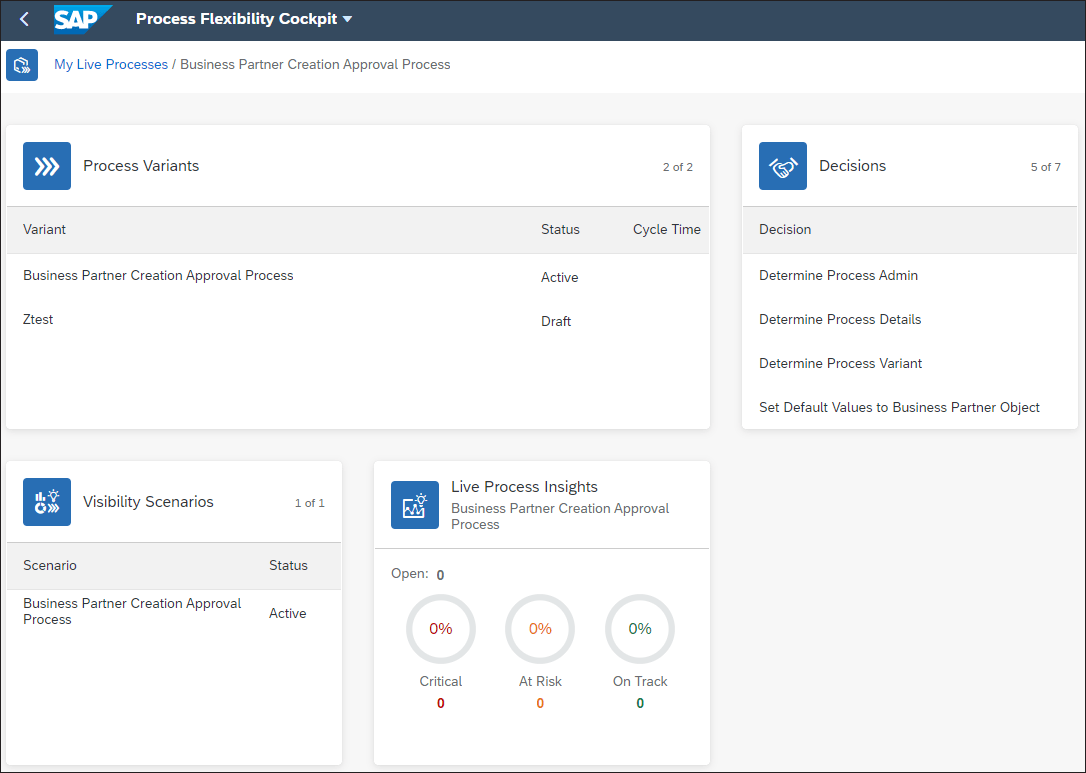 SAP Process Flexibility Cockpit
My Live Processes / Business Partner Creation Approval Process
Process Variants 2 of 2
Variant Status Cycle Time
Business Partner Creation Approval Process Active
Ztest Draft
Decisions 5 of 7
Decision
Determine Process Admin
Determine Process Details
Determine Process Variant
Set Default Values to Business Partner Object
Visibility Scenarios 1 of 1
Scenario Status
Business Partner Creation Approval
Process
Active
Live Process Insights
Business Partner Creation Approval
Process
Open: 0
0% 0% 0%
Critical At Risk On Track
0 0 0